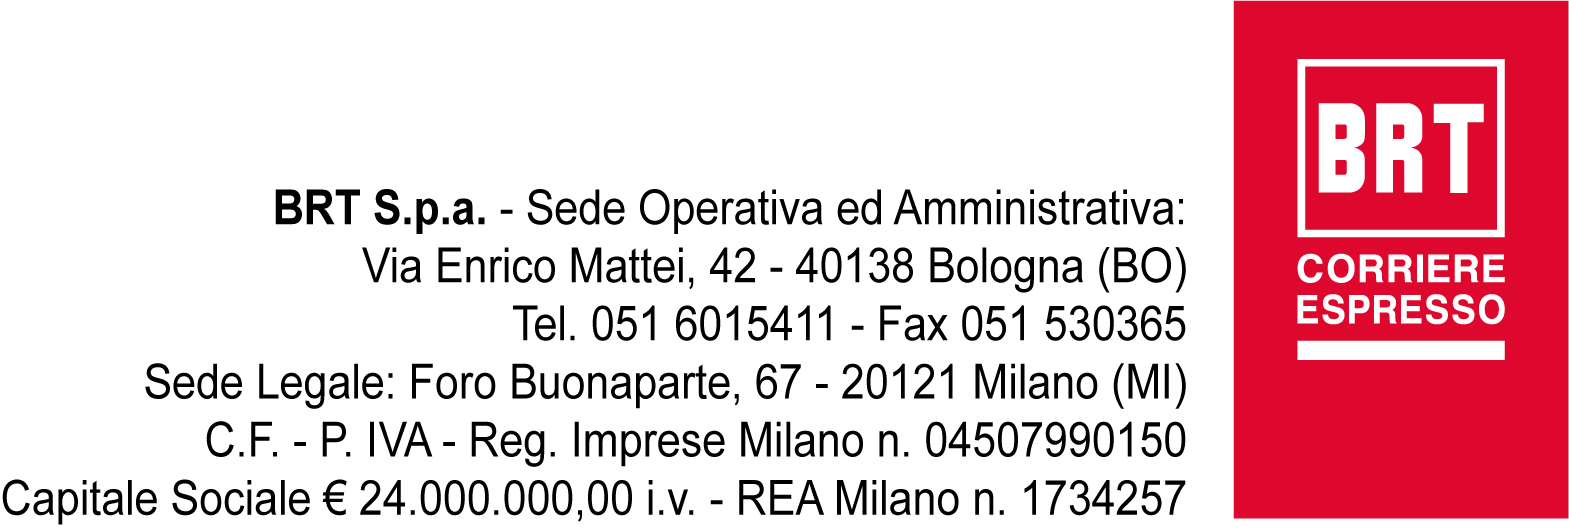 BRT S.p.a. - Sede Operativa ed Amministrativa:
Via Enrico Mattei, 42 - 40138 Bologna (BO)
Tel. 051 6015411 - Fax 051 530365
Sede Legale: Foro Buonaparte, 67 - 20121 Milano (MI)
C.F. - P. IVA - Reg. Imprese Milano n. 04507990150
Capitale Sociale € 24.000.000,00 i.v. - REA Milano n. 1734257
BRT
CORRIERE
ESPRESSO